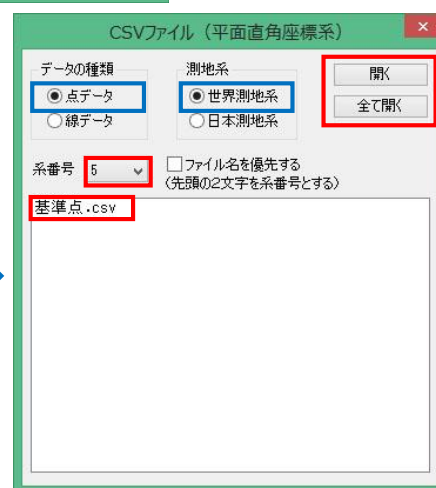 CSVファイル（平面直角座標系）
×
データの種類
点データ
線データ
測地系
世界測地系
日本測地系
開く
全て開く
系番号 5
ファイル名を優先する
(先頭の2文字を系番号とする)
基準点.csv